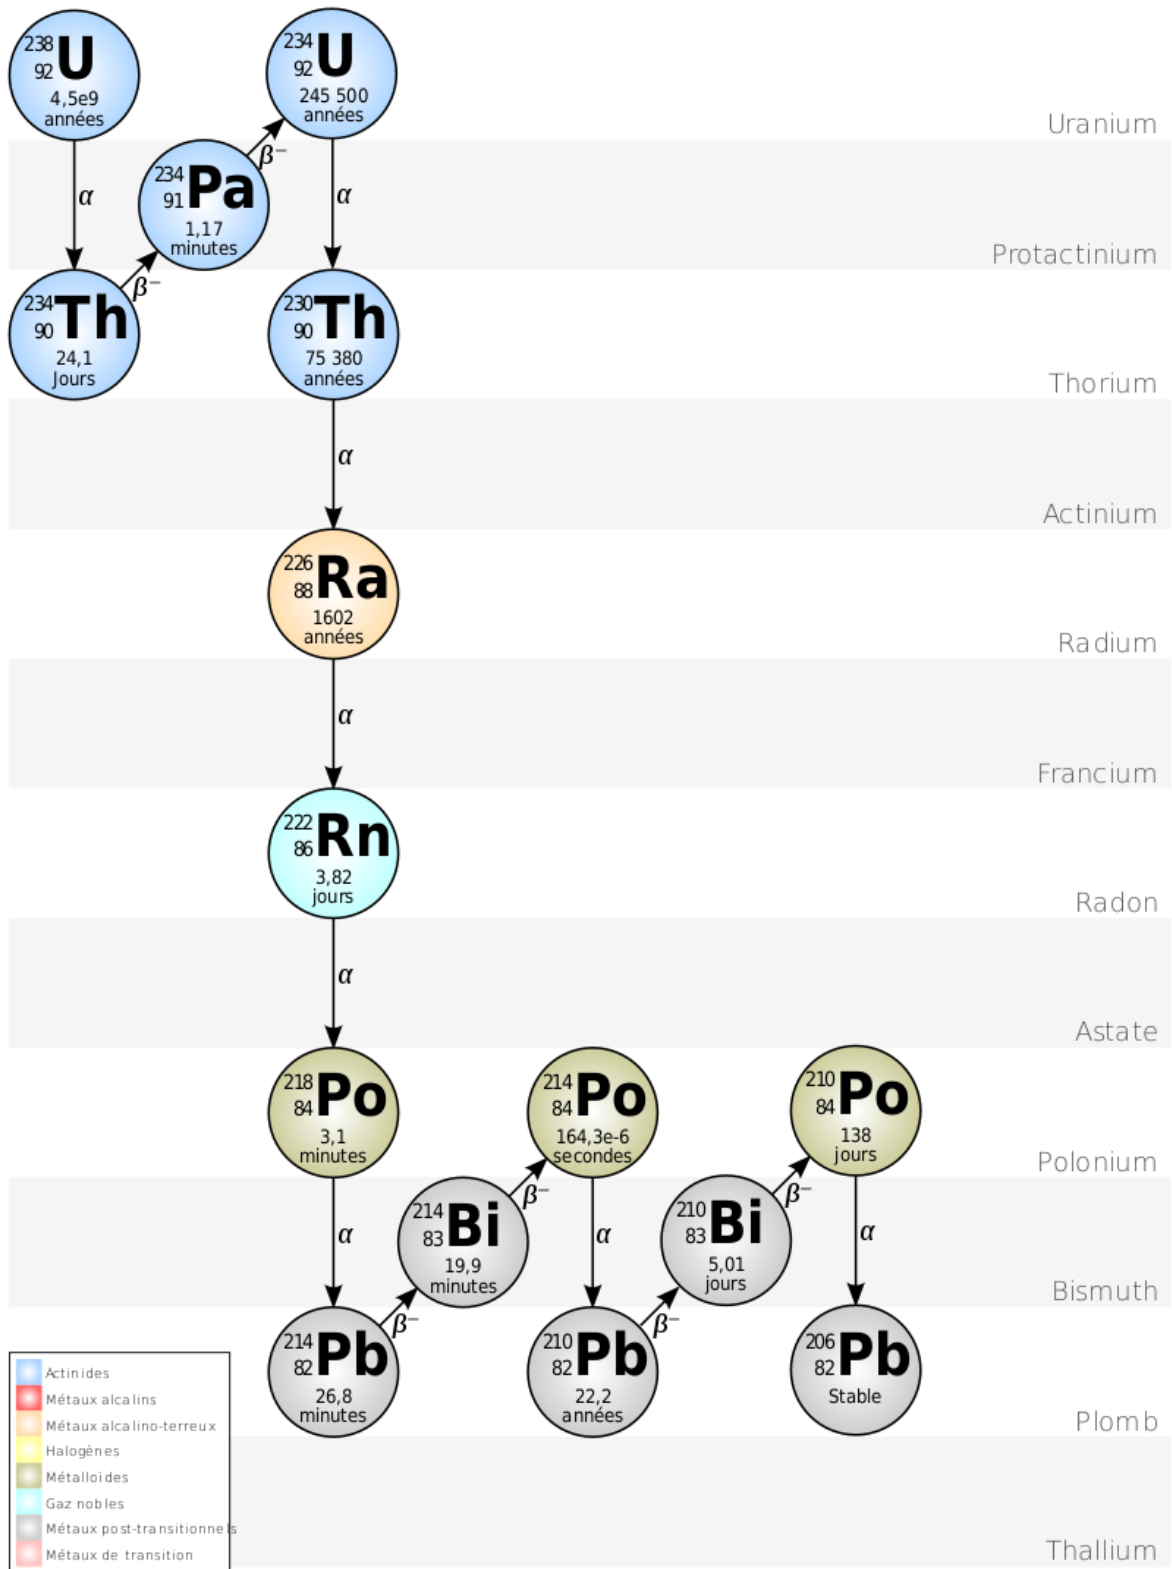 238
92 U
4,5e9
années
234
92 U
245 500
années
Uranium
α
β⁻
α
234
91 Pa
1,17
minutes
Protactinium
β⁻
234
90 Th
24,1
Jours
230
90 Th
75 380
années
Thorium
α
Actinium
226
88 Ra
1602
années
Radium
α
Francium
222
86 Rn
3,82
jours
Radon
α
Astate
218
84 Po
3,1
minutes
214
84 Po
164,3e-6
secondes
210
84 Po
138
jours
Polonium
α
β⁻
α
β⁻
α
214
83 Bi
19,9
minutes
210
83 Bi
5,01
jours
Bismuth
β⁻
β⁻
214
82 Pb
26,8
minutes
210
82 Pb
22,2
années
206
82 Pb
Stable
Plomb
Actinides
Métaux alcalins
Métaux alcalino-terreux
Halogènes
Métalloïdes
Gaz nobles
Métaux post-transitionnels
Métaux de transition
Thallium